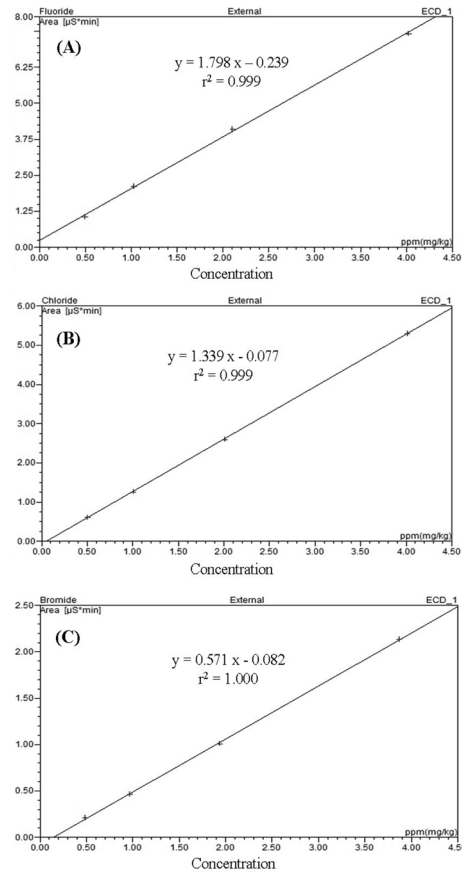 Fluoride External ECD_1
8.00 Area [µS*min]
(A)
y = 1.798 x – 0.239
r² = 0.999
6.25
5.00
3.75
2.50
1.25
0.00
ppm(mg/kg)
0.00 0.50 1.00 1.50 2.00 2.50 3.00 3.50 4.00 4.50
Concentration
Chloride External ECD_1
6.00 Area [µS*min]
(B)
y = 1.339 x - 0.077
r² = 0.999
5.00
4.00
3.00
2.00
1.00
0.00
ppm(mg/kg)
0.00 0.50 1.00 1.50 2.00 2.50 3.00 3.50 4.00 4.50
Concentration
Bromide External ECD_1
2.50 Area [µS*min]
(C)
y = 0.571 x - 0.082
r² = 1.000
2.00
1.50
1.00
0.50
0.00
ppm(mg/kg)
0.00 0.50 1.00 1.50 2.00 2.50 3.00 3.50 4.00 4.50
Concentration